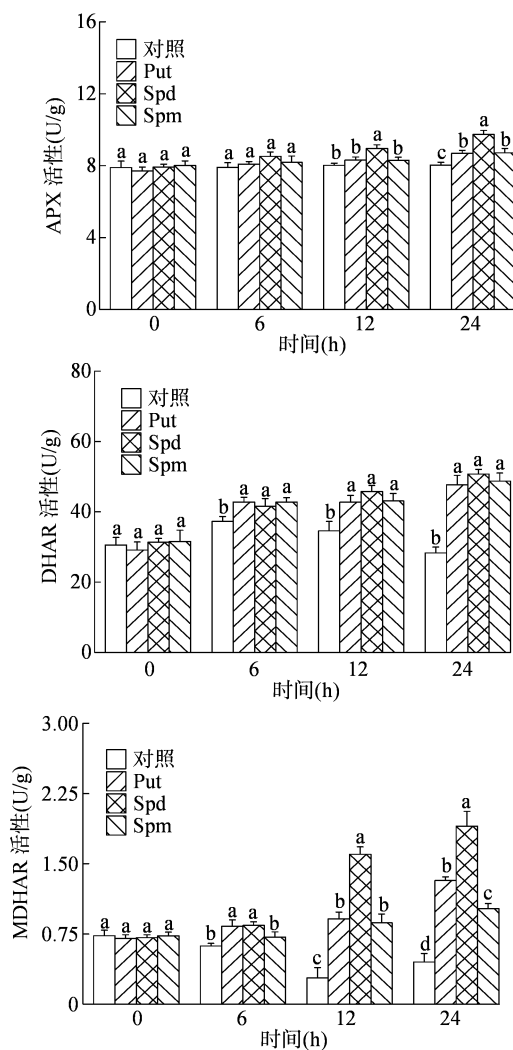 16
12
8
4
0
APX 活性(U/g)
对照
Put
Spd
Spm
a a a a
a a a a
b b a b
c b a b
0 6 12 24
时间(h)
80
60
40
20
0
DHAR 活性(U/g)
对照
Put
Spd
Spm
a a a a
b a a a
b a a a
b a a a
0 6 12 24
时间(h)
3.00
2.25
1.50
0.75
0
MDHAR 活性(U/g)
对照
Put
Spd
Spm
a a a a
b a a b
c b a b
d b a c
0 6 12 24
时间(h)